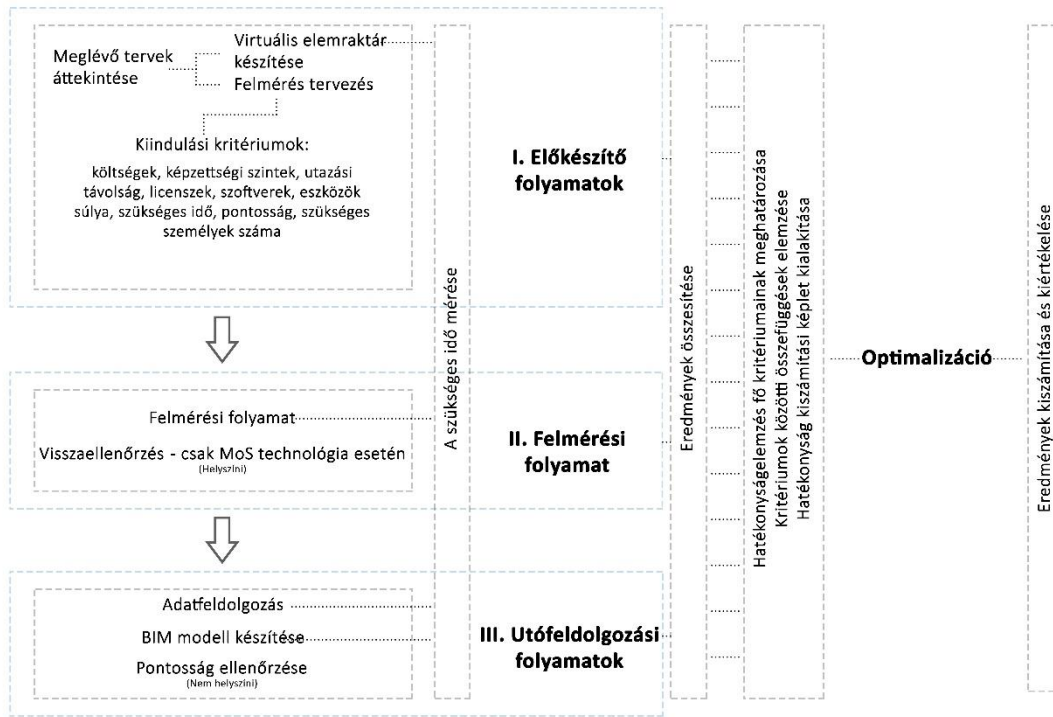 Meglévő tervek
áttekintése
Virtuális elemraktár
készítése
Felmérés tervezés
Kiindulási kritériumok:
költségek, képzettségi szintek, utazási
távolság, licenszek, szoftverek, eszközök
súlya, szükséges idő, pontosság, szükséges
személyek száma
I. Előkészítő
folyamatok
Felmérési folyamat
Visszaellenőrzés - csak MoS technológia esetén
(Helyszíni)
II. Felmérési
folyamat
Adatfeldolgozás
BIM modell készítése
Pontosság ellenőrzése
(Nem helyszíni)
III. Utófeldolgozási
folyamatok
A szükséges idő mérése
Eredmények összesítése
Hatékonyságelemzés fő kritériumainak meghatározása
Kritériumok közötti összefüggések elemzése
Hatékonyság kiszámítási képlet kialakítása
Optimalizáció
Eredmények kiszámítása és kiértékelése